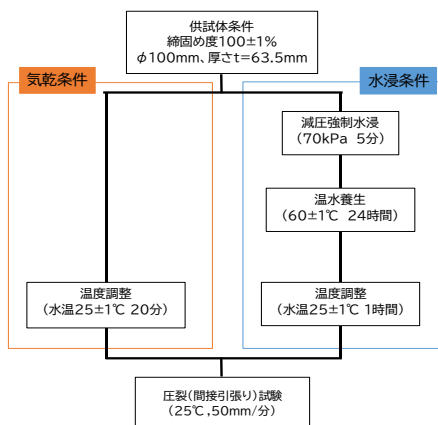 供試体条件
締固め度100±1%
φ100mm、厚さt=63.5mm
気乾条件
水浸条件
減圧強制水浸
(70kPa 5分)
温水養生
(60±1℃ 24時間)
温度調整
(水温25±1℃ 20分)
温度調整
(水温25±1℃ 1時間)
圧裂(間接引張り)試験
(25℃,50mm/分)